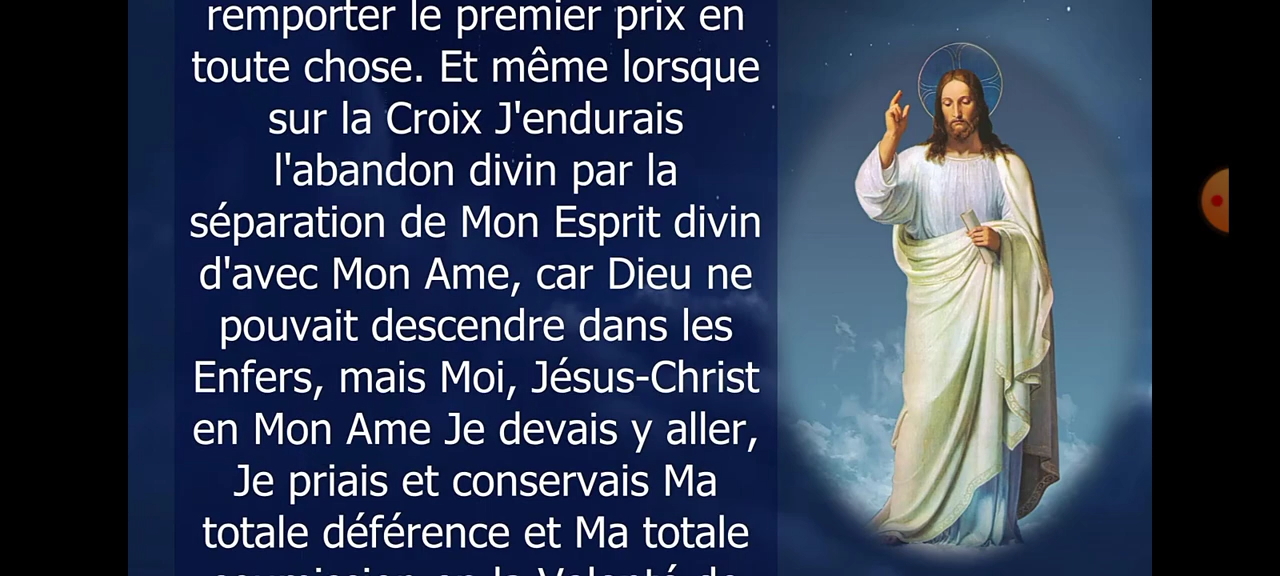 remporter le premier prix en
toute chose. Et même lorsque
sur la Croix J'endurais
l'abandon divin par la
séparation de Mon Esprit divin
d'avec Mon Ame, car Dieu ne
pouvait descendre dans les
Enfers, mais Moi, Jésus-Christ
en Mon Ame Je devais y aller,
Je priais et conservais Ma
totale déférence et Ma totale